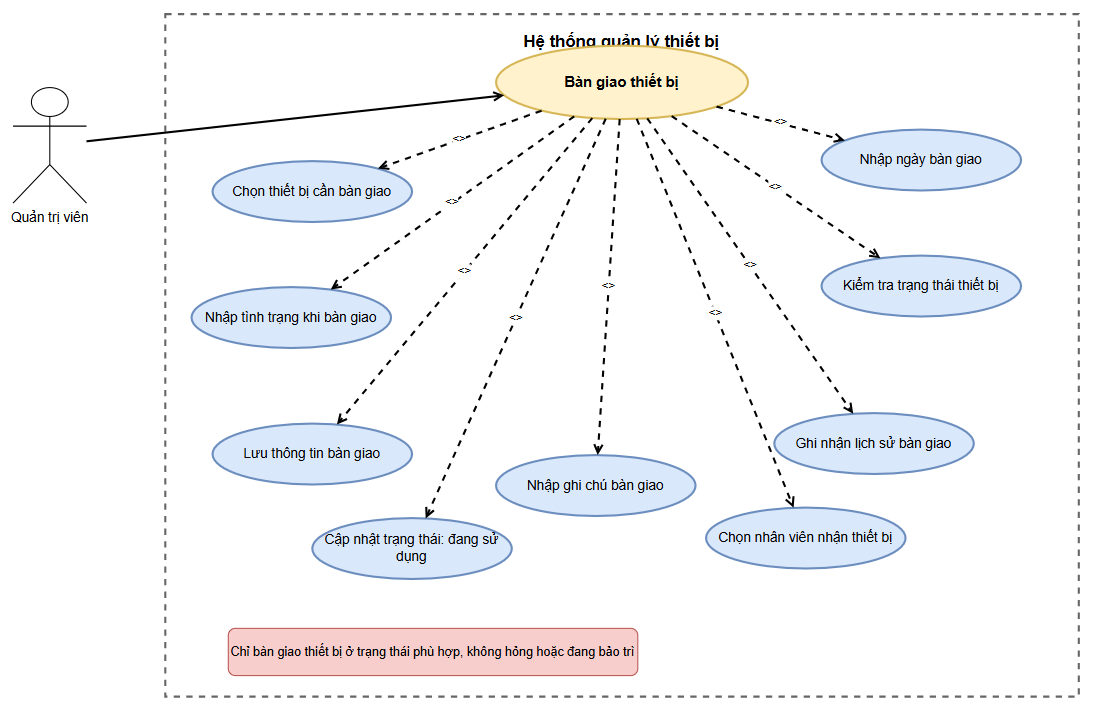 Hệ thống quản lý thiết bị
Bàn giao thiết bị
<>
<>
<>
<>
<>
<>
<>
<>
<>
Nhập ngày bàn giao
Chọn thiết bị cần bàn giao
Quản trị viên
Kiểm tra trạng thái thiết bị
Nhập tình trạng khi bàn giao
Ghi nhận lịch sử bàn giao
Lưu thông tin bàn giao
Nhập ghi chú bàn giao
Chọn nhân viên nhận thiết bị
Cập nhật trạng thái: đang sử
dụng
Chỉ bàn giao thiết bị ở trạng thái phù hợp, không hỏng hoặc đang bảo trì